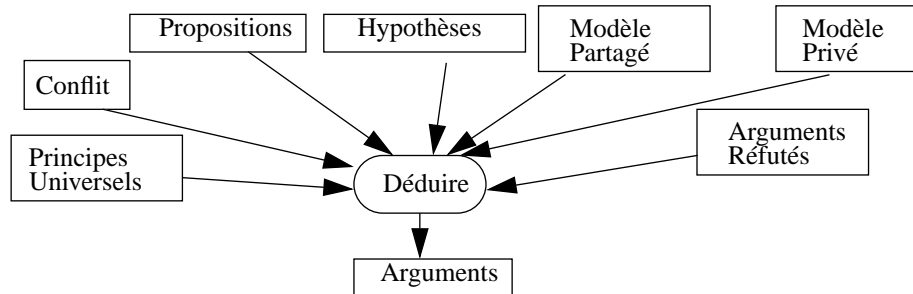 Propositions
Hypothèses
Modèle
Partagé
Modèle
Privé
Conflit
Arguments
Réfutés
Principes
Universels
Déduire
Arguments